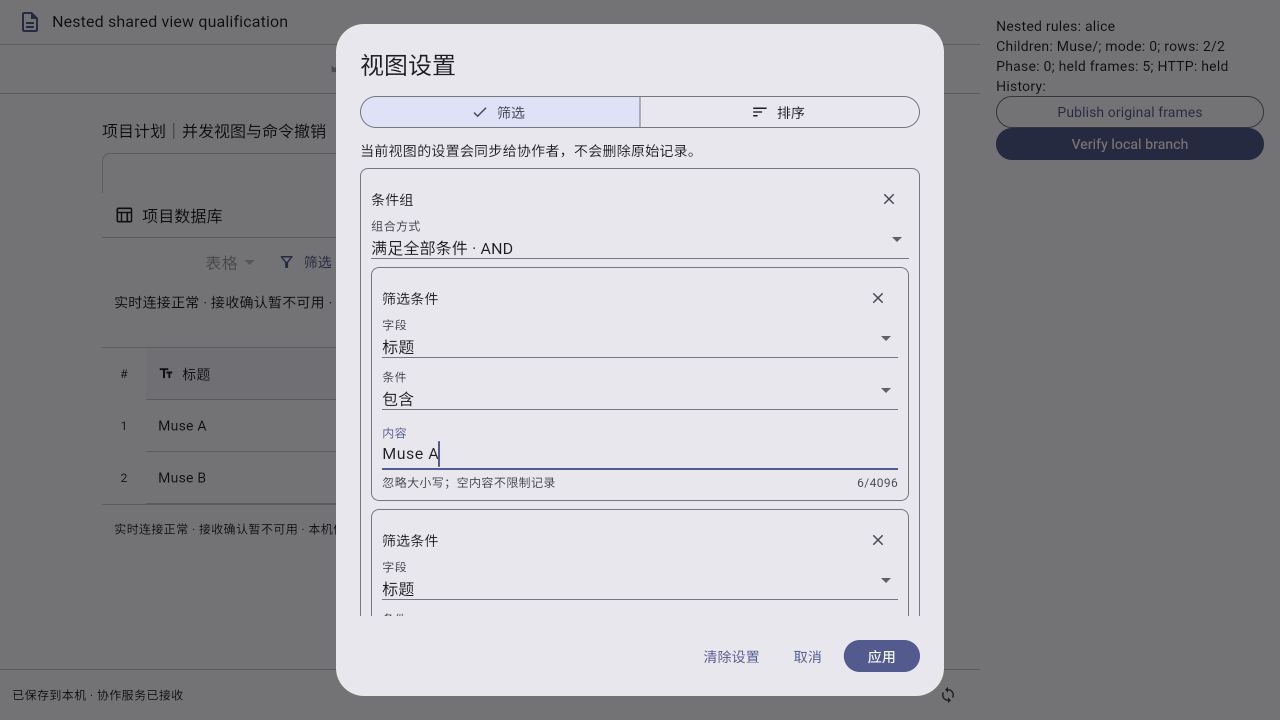 Nested shared view qualification
项目计划｜并发视图与命令撤销
项目数据库
表格
筛选
实时连接正常 · 接收确认暂不可用 ·
#
标题
1
Muse A
2
Muse B
实时连接正常 · 接收确认暂不可用 · 本机
已保存到本机 · 协作服务已接收
视图设置
筛选
排序
当前视图的设置会同步给协作者，不会删除原始记录。
条件组
组合方式
满足全部条件 · AND
筛选条件
字段
标题
条件
包含
内容
Muse A
忽略大小写；空内容不限制记录
6/4096
筛选条件
字段
标题
清除设置
取消
应用
Nested rules: alice
Children: Muse/; mode: 0; rows: 2/2
Phase: 0; held frames: 5; HTTP: held
History:
Publish original frames
Verify local branch